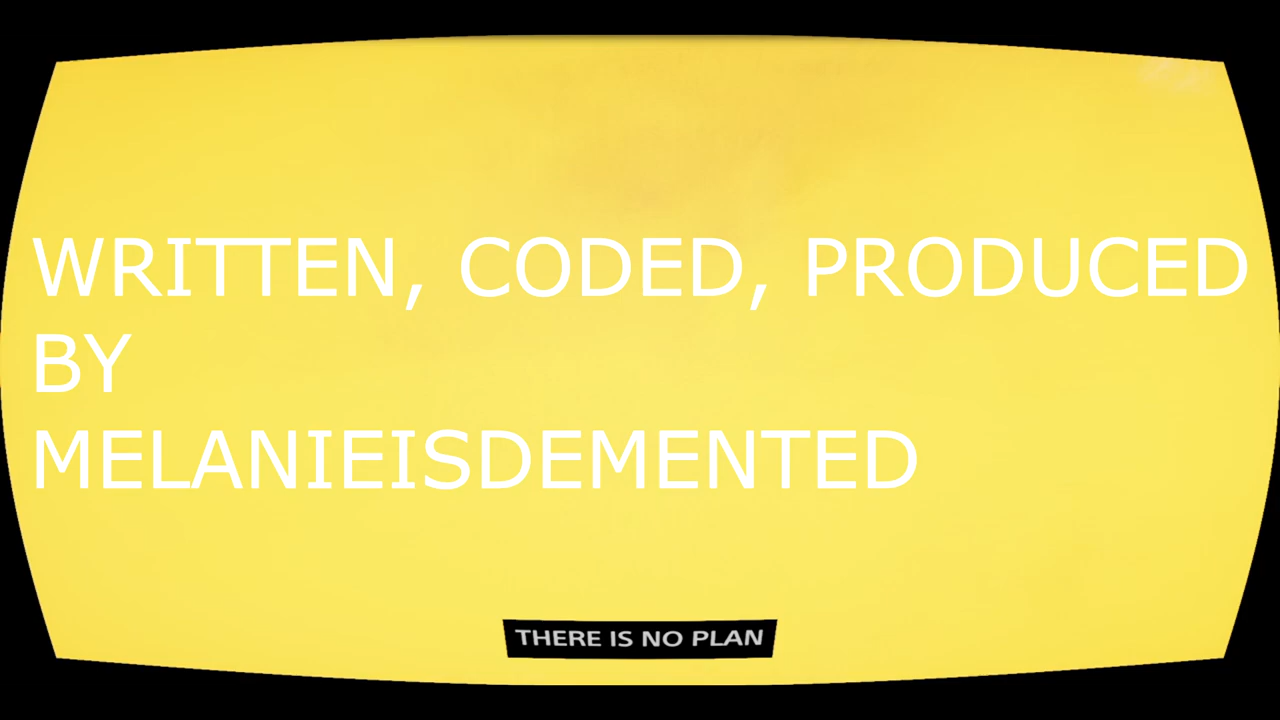 WRITTEN, CODED, PRODUCED
BY
MELANIEISDEMENTED
THERE IS NO PLAN